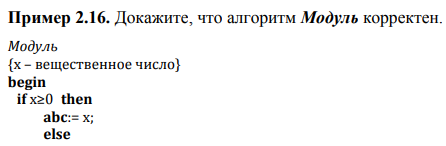 Пример 2.16. Докажите, что алгоритм Модуль корректен.
Модуль
{x – вещественное число}
begin
if x≥0 then
abc:= x;
else